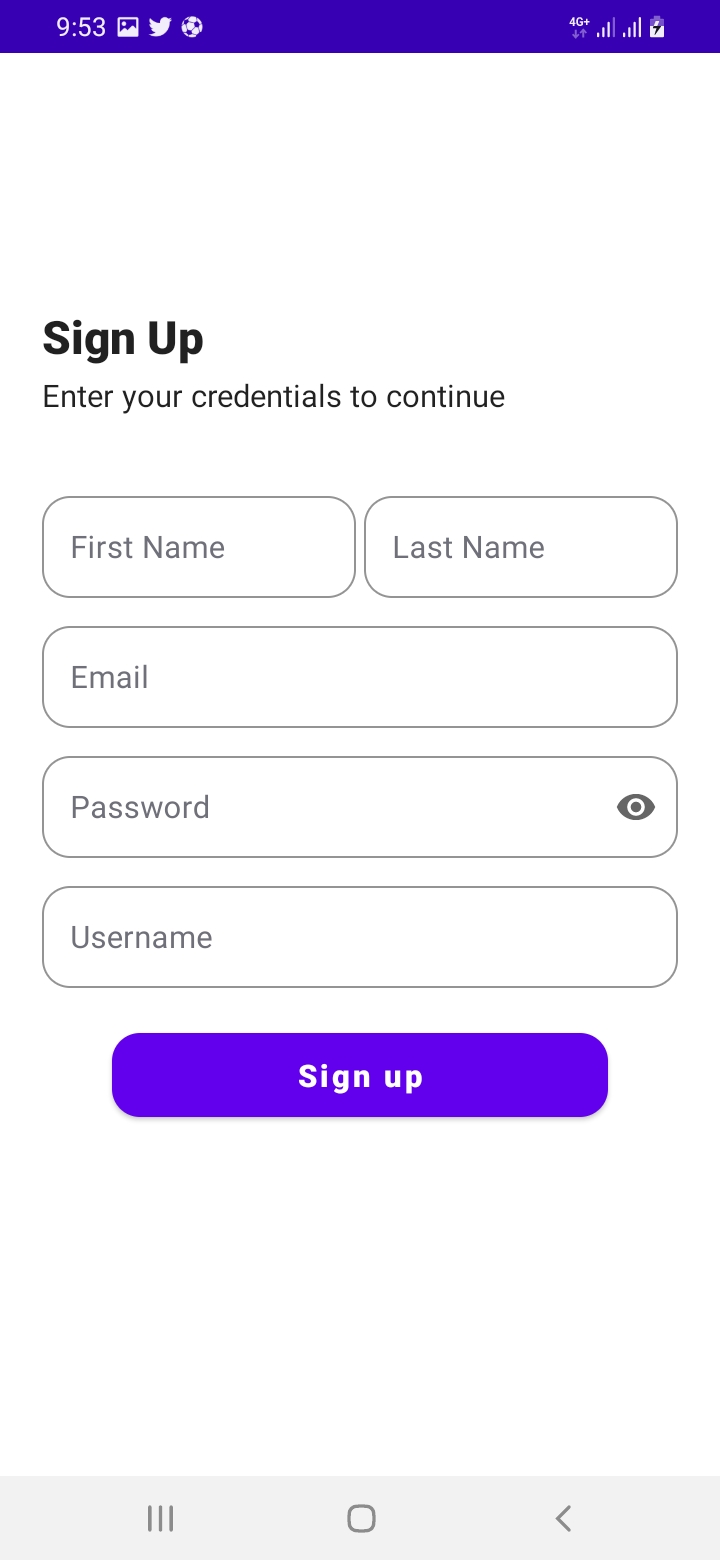 9:53 4G+
Sign Up
Enter your credentials to continue
First Name Last Name
Email
Password
Username
Sign up